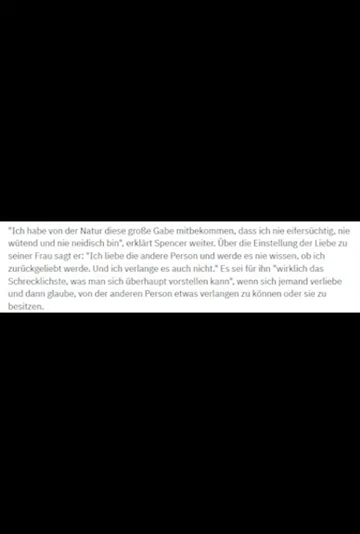 "Ich habe von der Natur diese große Gabe mitbekommen, dass ich nie eifersüchtig, nie
wütend und nie neidisch bin", erklärt Spencer weiter. Über die Einstellung der Liebe zu
seiner Frau sagt er: "Ich liebe die andere Person und werde es nie wissen, ob ich
zurückgeliebt werde. Und ich verlange es auch nicht." Es sei für ihn "wirklich das
Schrecklichste, was man sich überhaupt vorstellen kann", wenn sich jemand verliebe
und dann glaube, von der anderen Person etwas verlangen zu können oder sie zu
besitzen.